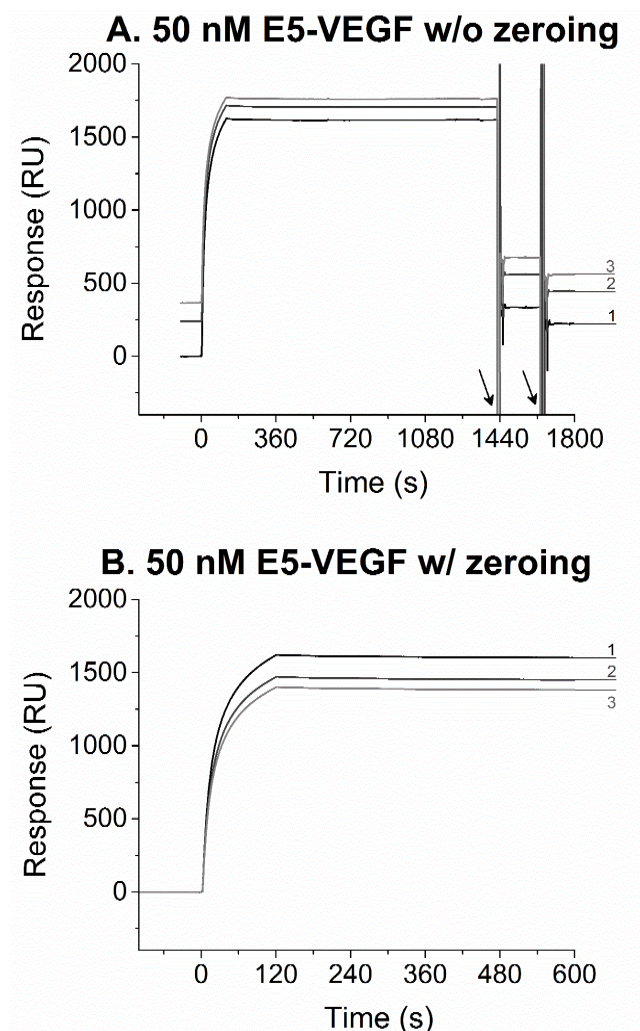 A. 50 nM E5-VEGF w/o zeroing
2000
1500
1000
500
0
Response (RU)
3
2
1
0 360 720 1080 1440 1800
Time (s)
B. 50 nM E5-VEGF w/ zeroing
2000
1500
1000
500
0
Response (RU)
1
2
3
0 120 240 360 480 600
Time (s)